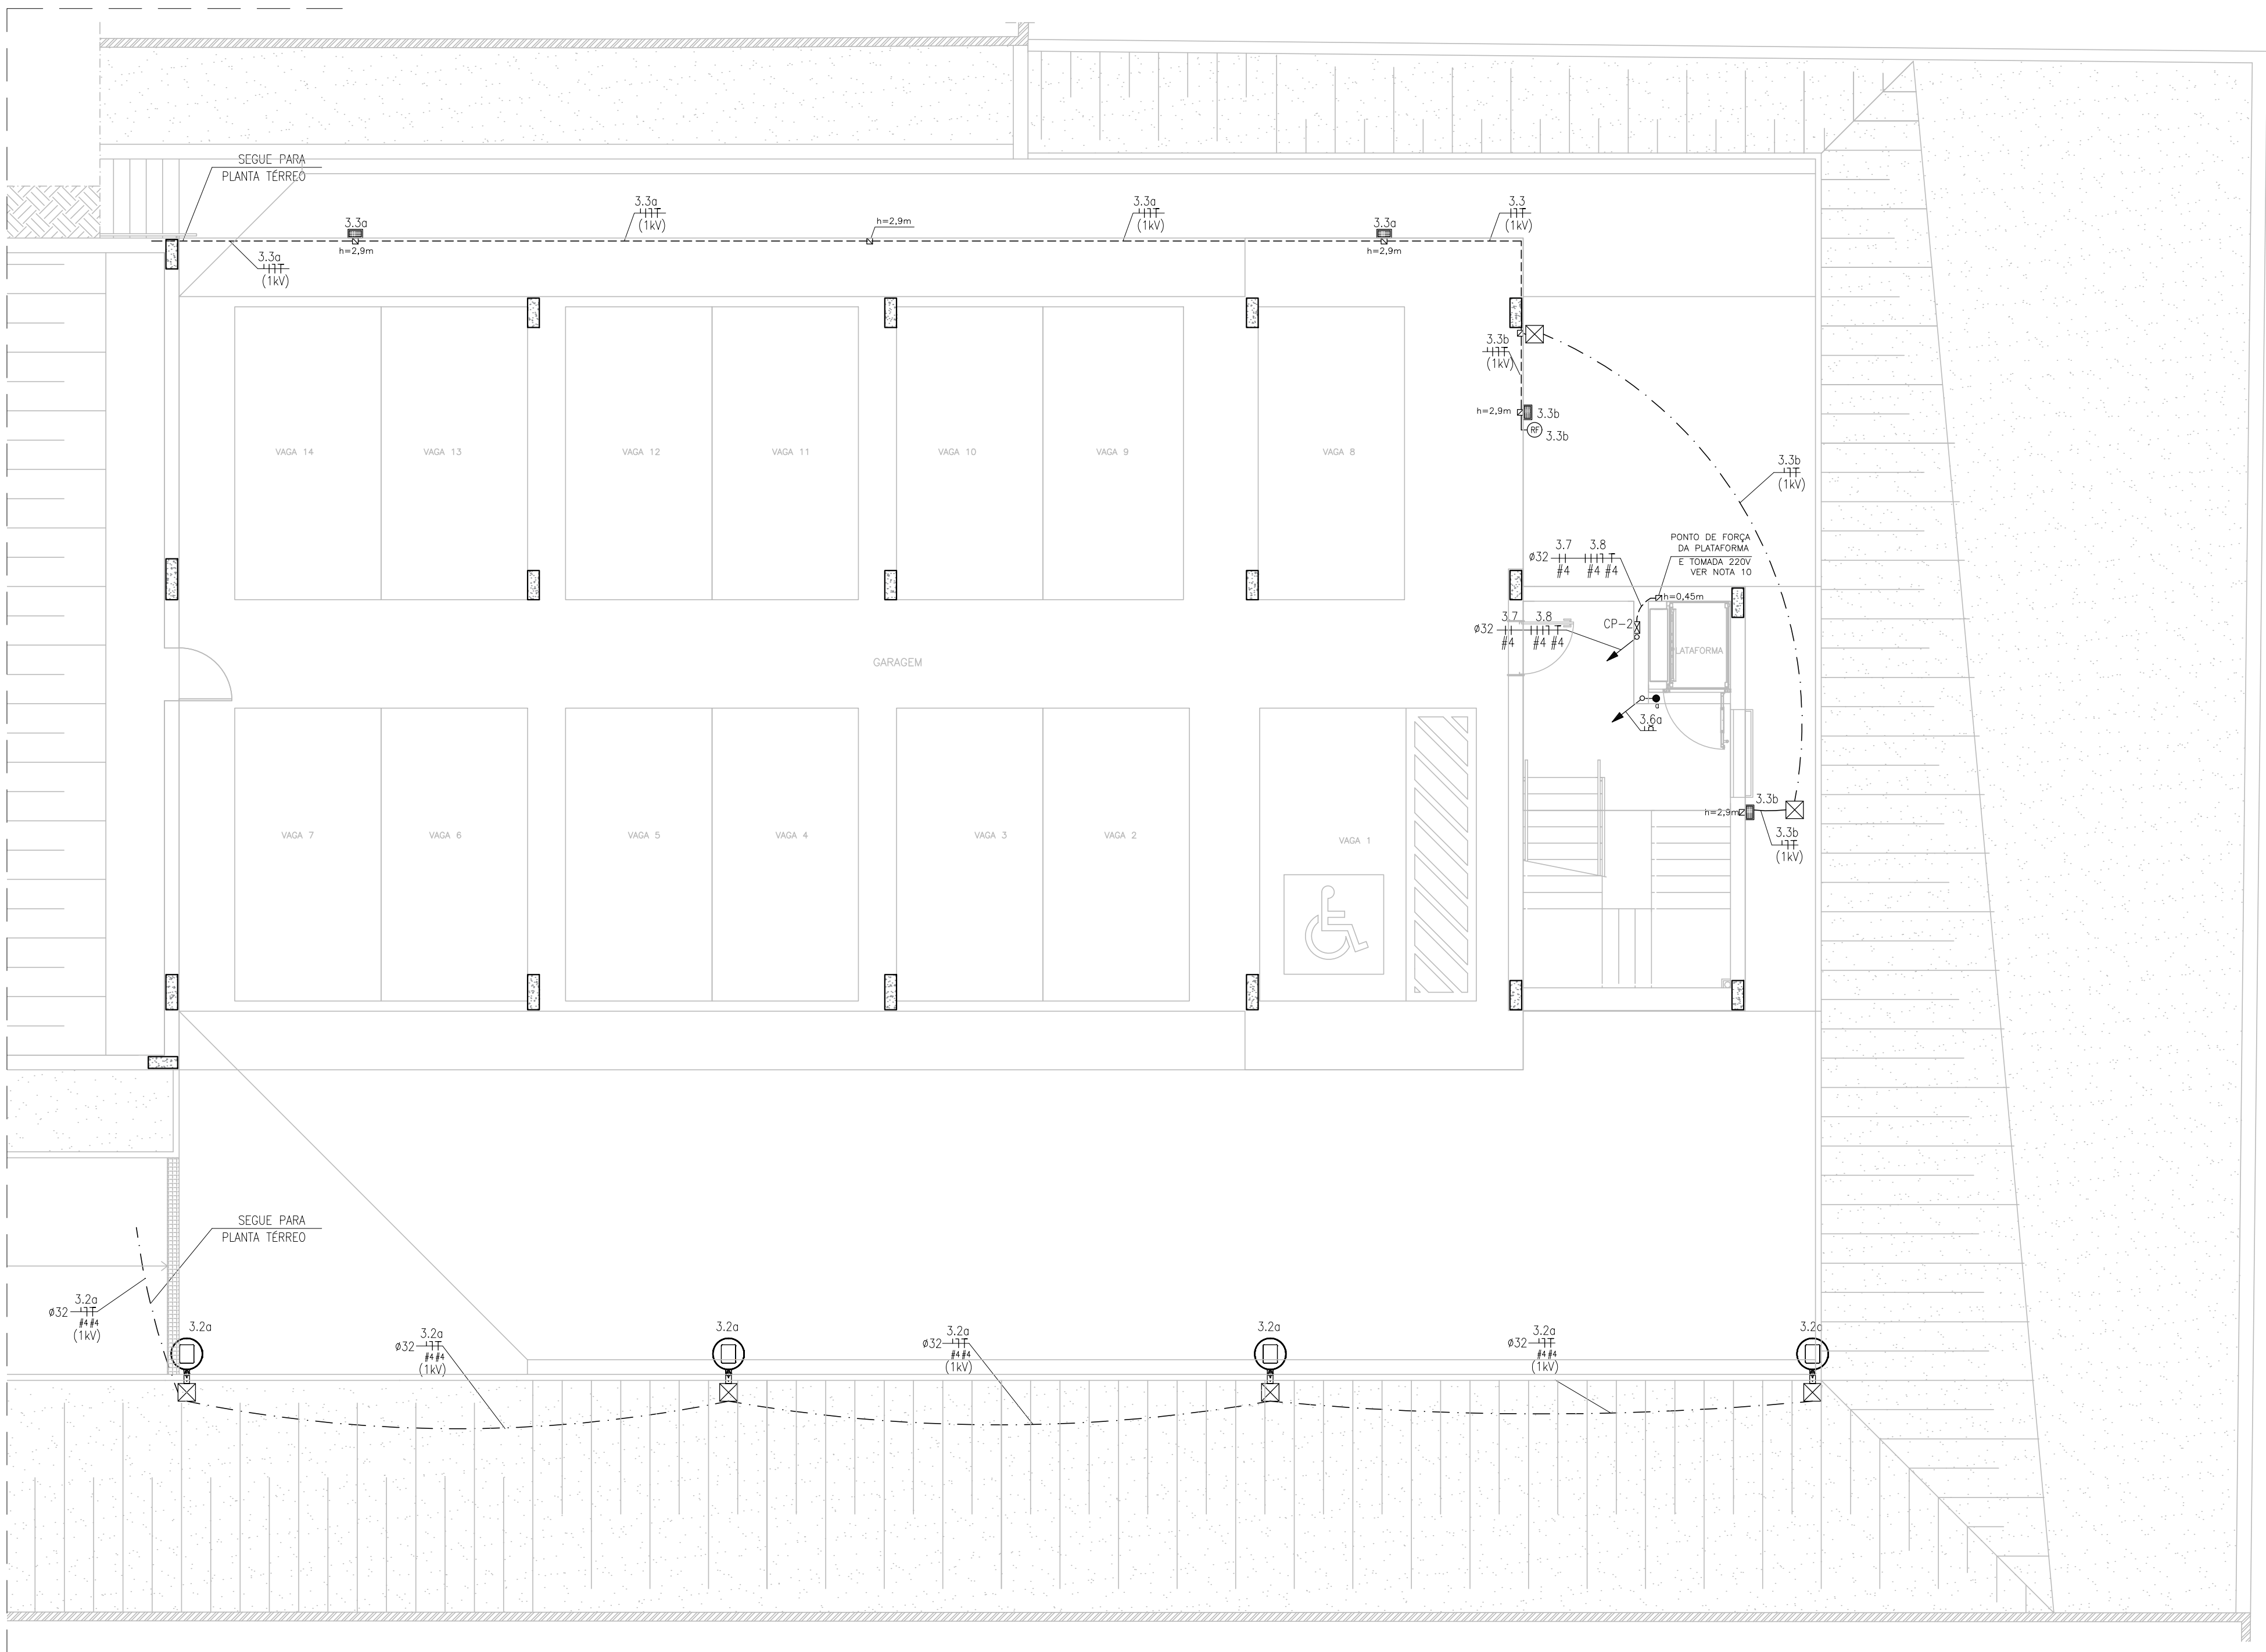 SEGUE PARA
PLANTA TÉRREO
3.3a
h=2,9m
3.3a
(1kV)
3.3a
(1kV)
h=2,9m
3.3a
(1kV)
3.3a
h=2,9m
3.3
(1kV)
3.3b
(1kV)
h=2,9m
3.3b
RF
3.3b
3.3b
(1kV)
VAGA 14
VAGA 13
VAGA 12
VAGA 11
VAGA 10
VAGA 9
VAGA 8
PONTO DE FORÇA
DA PLATAFORMA
E TOMADA 220V
VER NOTA 10
3.7 3.8
ø32
#4 #4 #4
h=0,45m
3.7 3.8
ø32
#4 #4 #4
CP-2
PLATAFORMA
GARAGEM
a
3.6a
h=2,9m
3.3b
3.3b
(1kV)
VAGA 7
VAGA 6
VAGA 5
VAGA 4
VAGA 3
VAGA 2
VAGA 1
SEGUE PARA
PLANTA TÉRREO
3.2a
ø32
#4#4
(1kV)
3.2a
3.2a
ø32
#4#4
(1kV)
3.2a
3.2a
ø32
#4#4
(1kV)
3.2a
3.2a
ø32
#4#4
(1kV)
3.2a